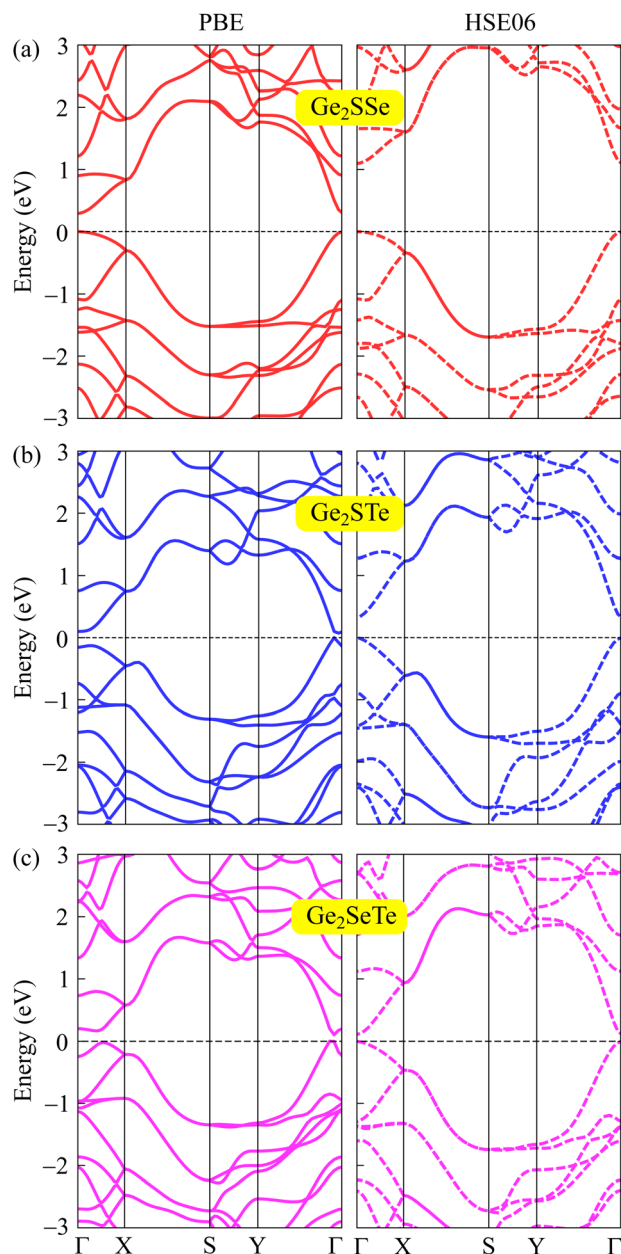 PBE HSE06
(a)
3
2
1
0
−1
−2
−3
Energy (eV)
Ge₂SSe
(b)
3
2
1
0
−1
−2
−3
Energy (eV)
Ge₂STe
(c)
3
2
1
0
−1
−2
−3
Energy (eV)
Ge₂SeTe
Γ X S Y Γ Γ X S Y Γ